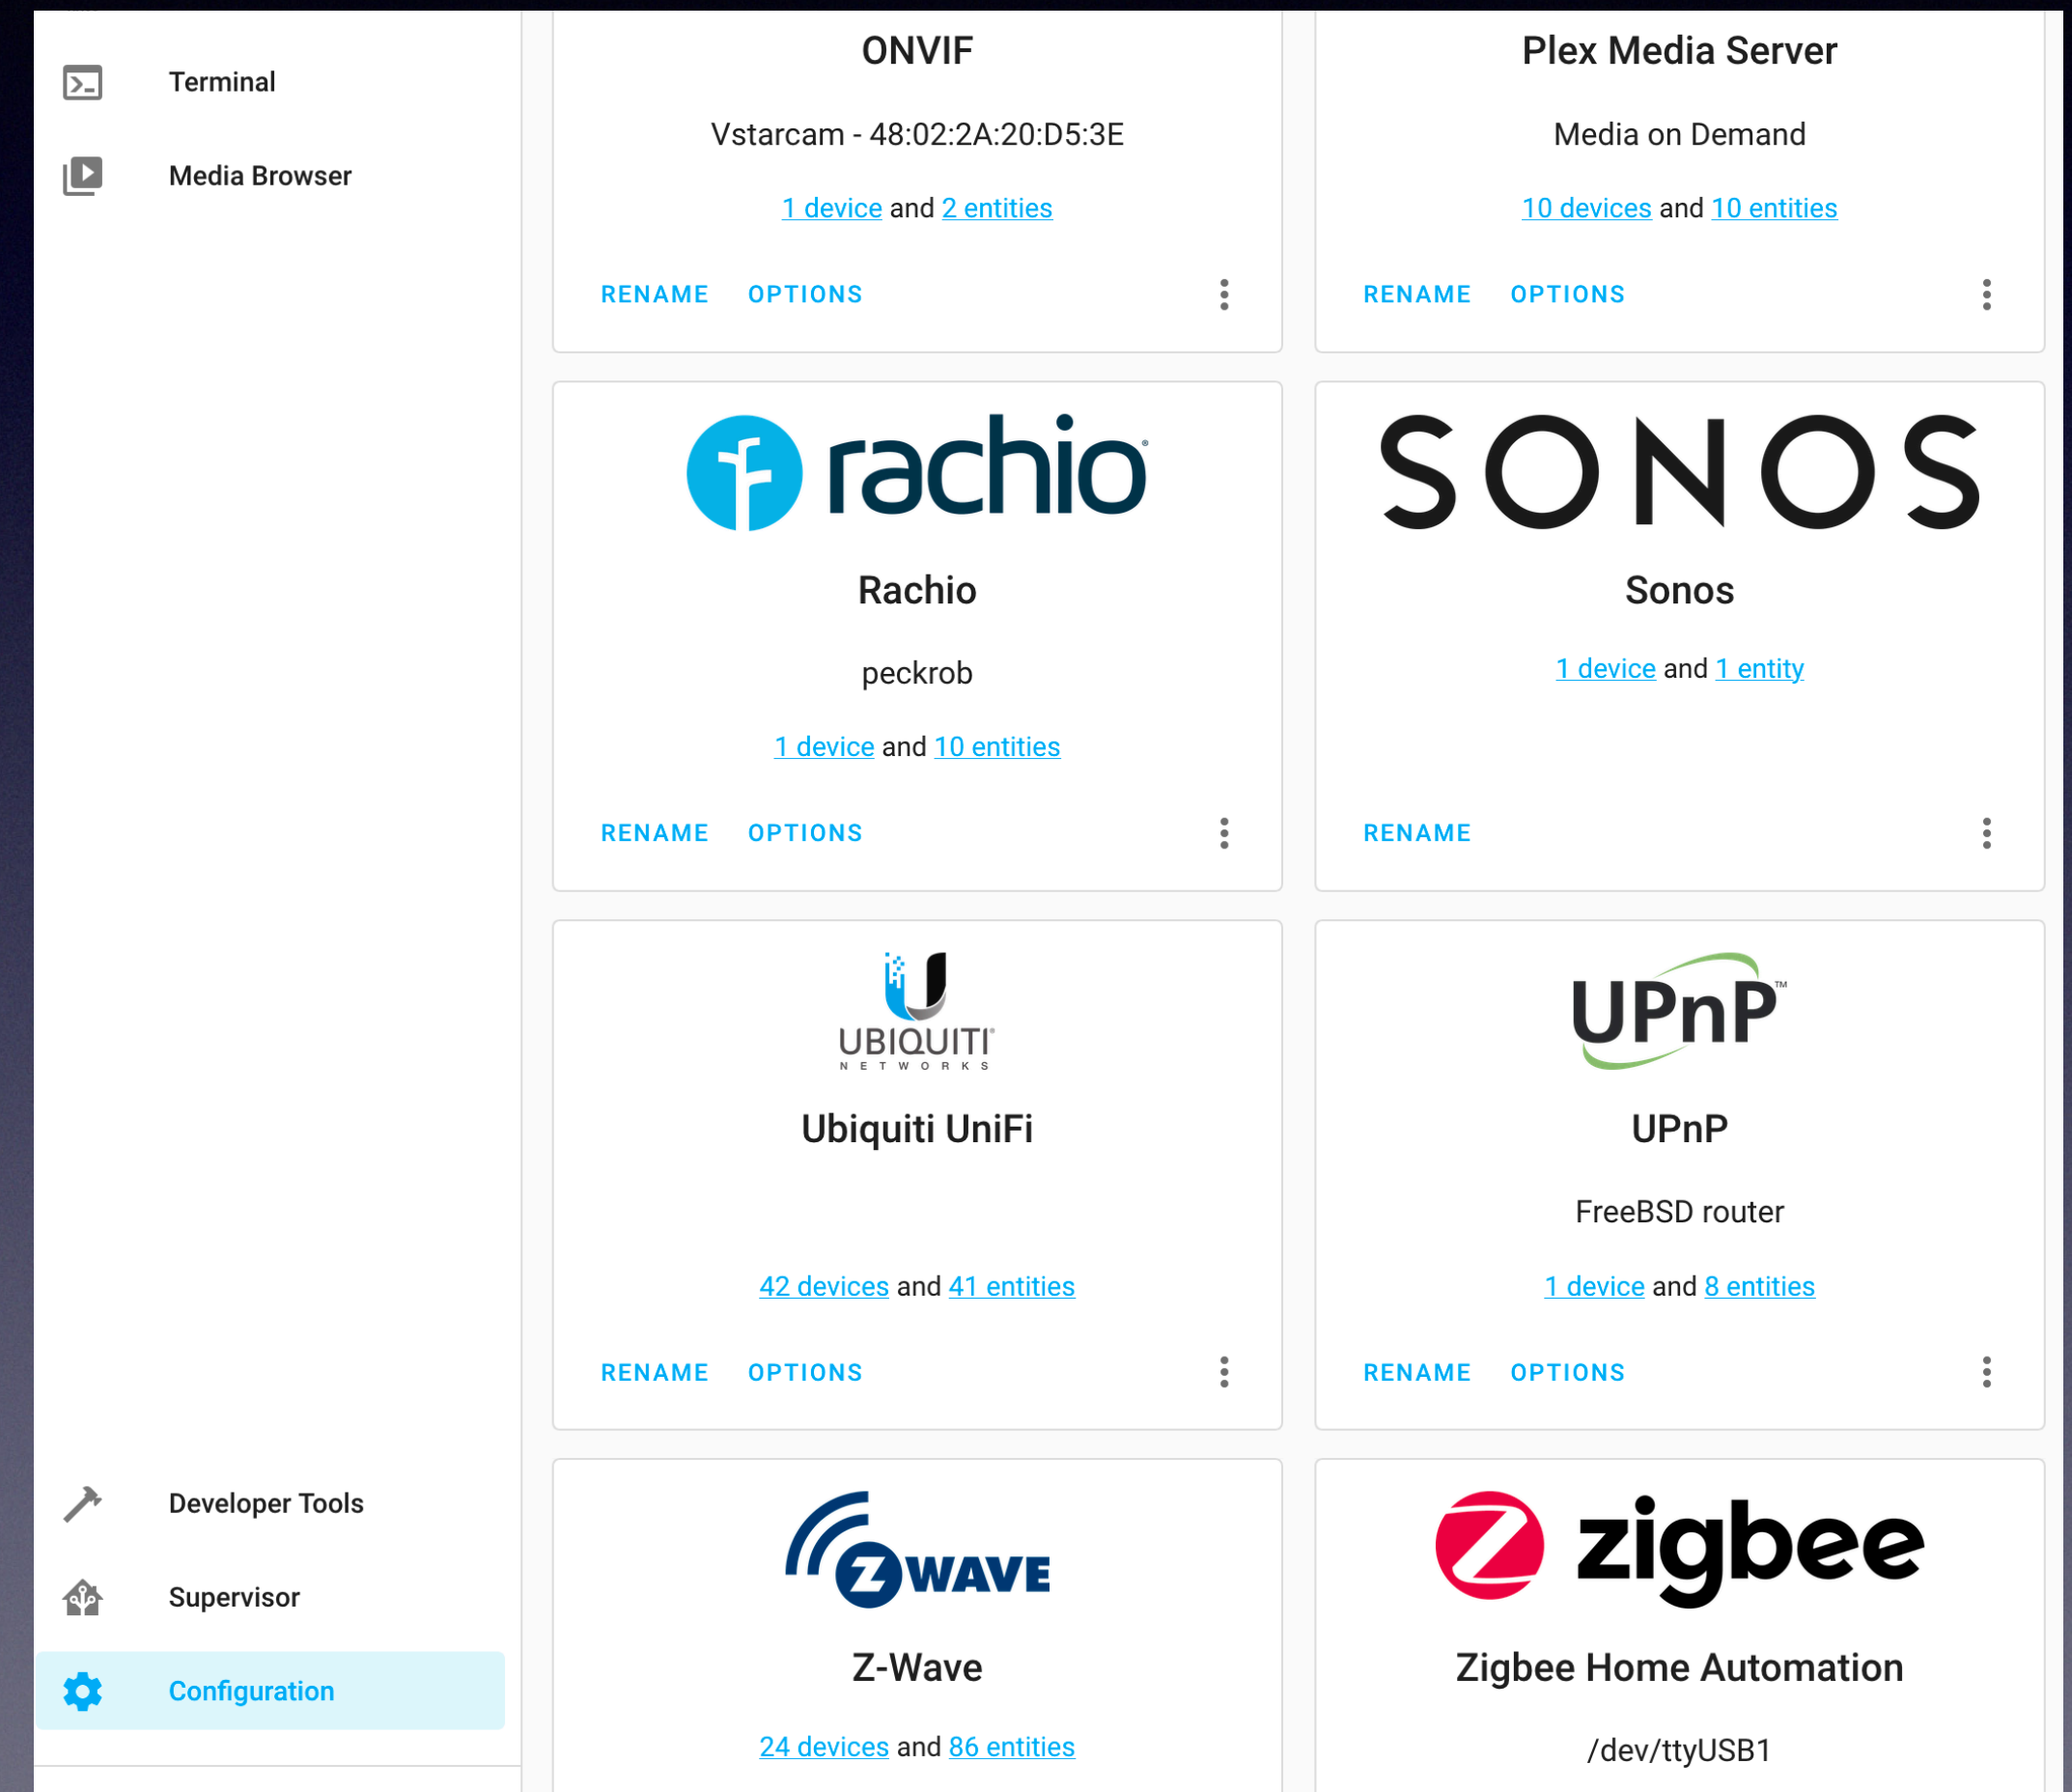 Terminal
Media Browser
ONVIF
Vstarcam - 48:02:2A:20:D5:3E
1 device and 2 entities
RENAME OPTIONS
Plex Media Server
Media on Demand
10 devices and 10 entities
RENAME OPTIONS
rachio®
Rachio
peckrob
1 device and 10 entities
RENAME OPTIONS
SONOS
Sonos
1 device and 1 entity
RENAME
UBIQUITI®
NETWORKS
Ubiquiti UniFi
42 devices and 41 entities
RENAME OPTIONS
UPnP™
UPnP
FreeBSD router
1 device and 8 entities
RENAME OPTIONS
Z WAVE
Z-Wave
24 devices and 86 entities
zigbee
Zigbee Home Automation
/dev/ttyUSB1
Developer Tools
Supervisor
Configuration